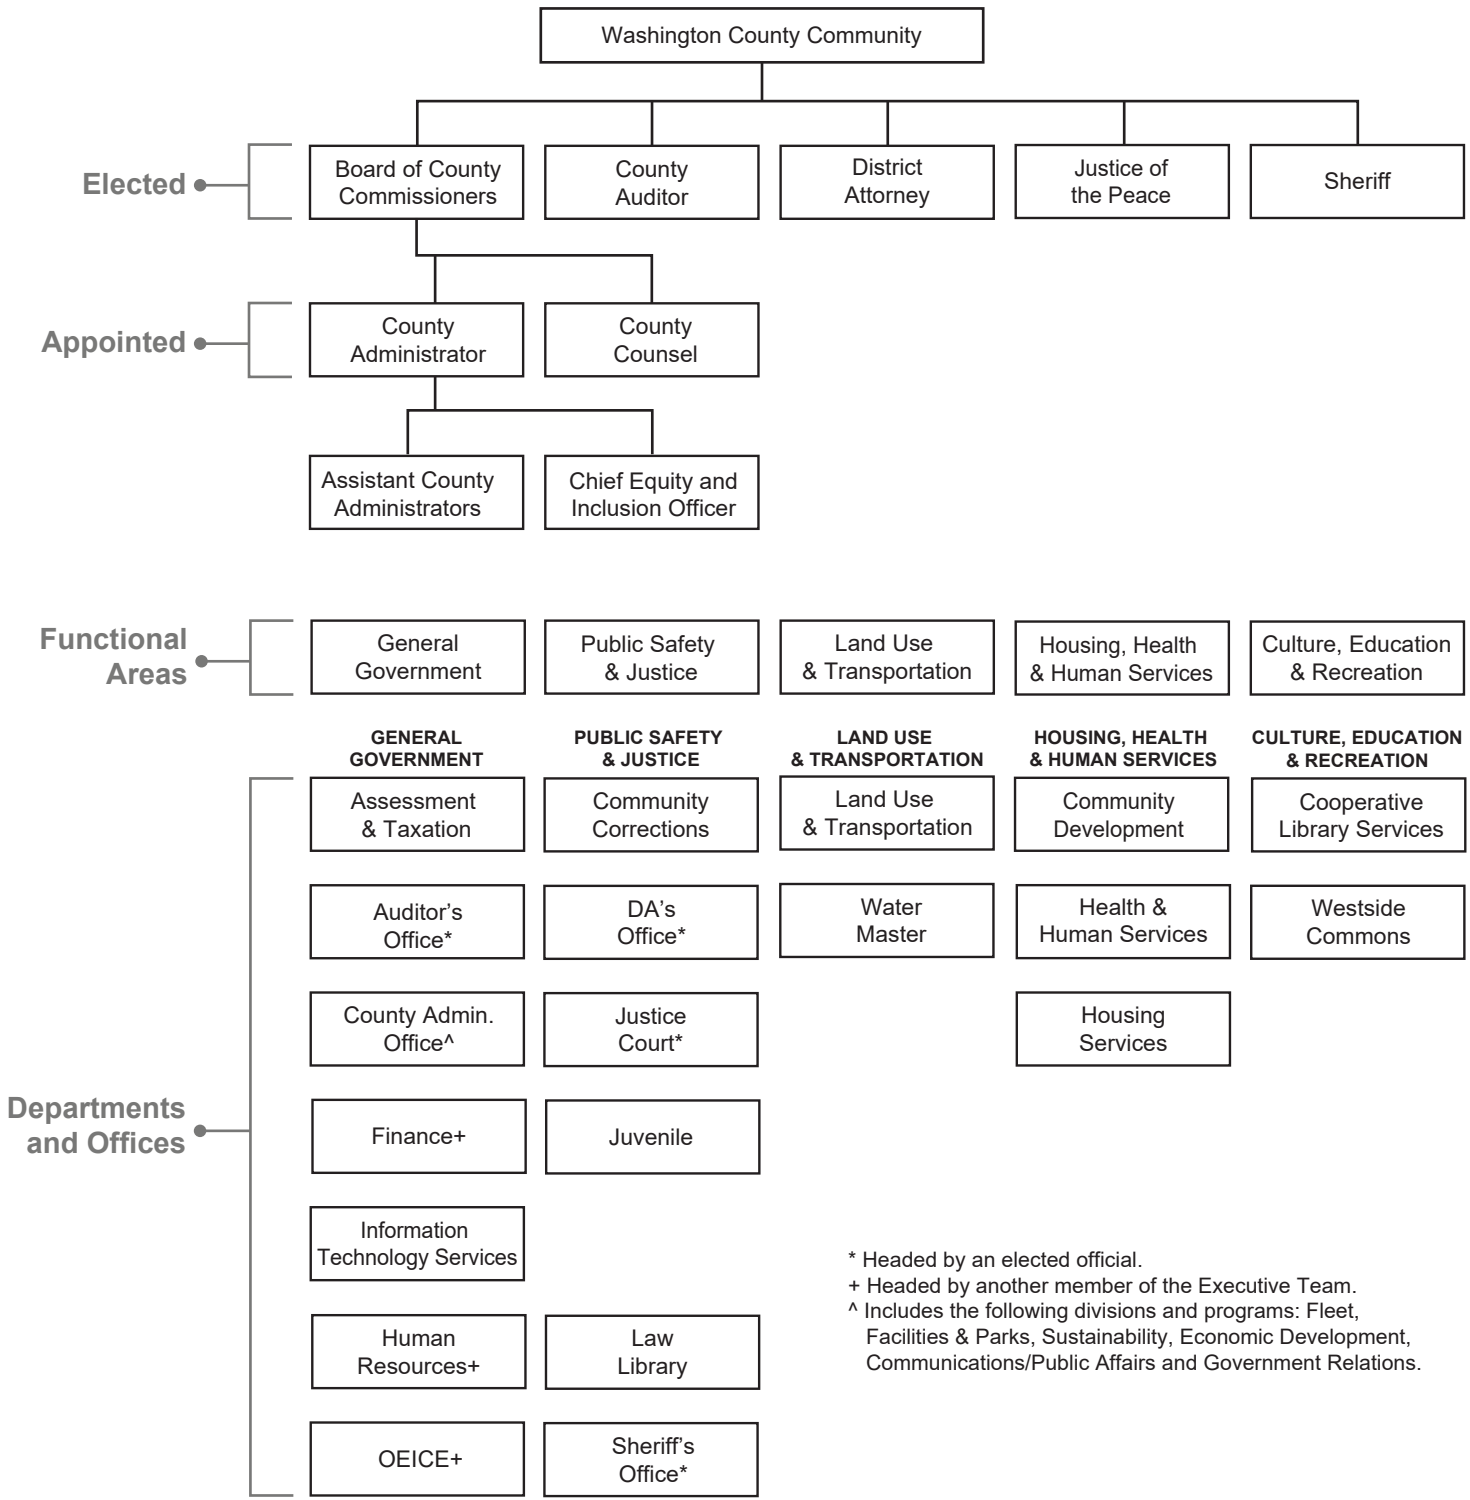 Washington County Community
Elected
Board of County
Commissioners
County
Auditor
District
Attorney
Justice of
the Peace
Sheriff
Appointed
County
Administrator
County
Counsel
Assistant County
Administrators
Chief Equity and
Inclusion Officer
Functional
Areas
General
Government
Public Safety
& Justice
Land Use
& Transportation
Housing, Health
& Human Services
Culture, Education
& Recreation
Departments
and Offices
GENERAL
GOVERNMENT
Assessment
& Taxation
Auditor’s
Office*
County Admin.
Office^
Finance+
Information
Technology Services
Human
Resources+
OEICE+
PUBLIC SAFETY
& JUSTICE
Community
Corrections
DA’s
Office*
Justice
Court*
Juvenile
Law
Library
Sheriff’s
Office*
LAND USE
& TRANSPORTATION
Land Use
& Transportation
Water
Master
HOUSING, HEALTH
& HUMAN SERVICES
Community
Development
Health &
Human Services
Housing
Services
CULTURE, EDUCATION
& RECREATION
Cooperative
Library Services
Westside
Commons
* Headed by an elected official.
+ Headed by another member of the Executive Team.
^ Includes the following divisions and programs: Fleet,
Facilities & Parks, Sustainability, Economic Development,
Communications/Public Affairs and Government Relations.